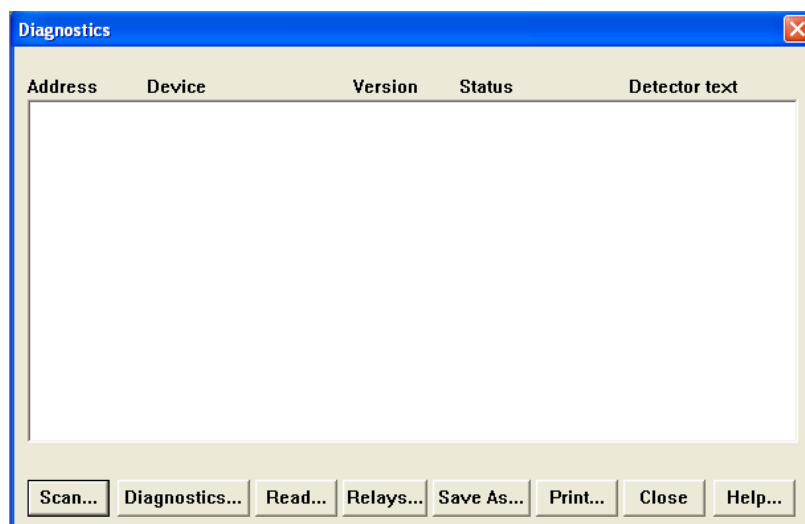 Diagnostics
Address Device Version Status Detector text
Scan... Diagnostics... Read... Relays... Save As... Print... Close Help...